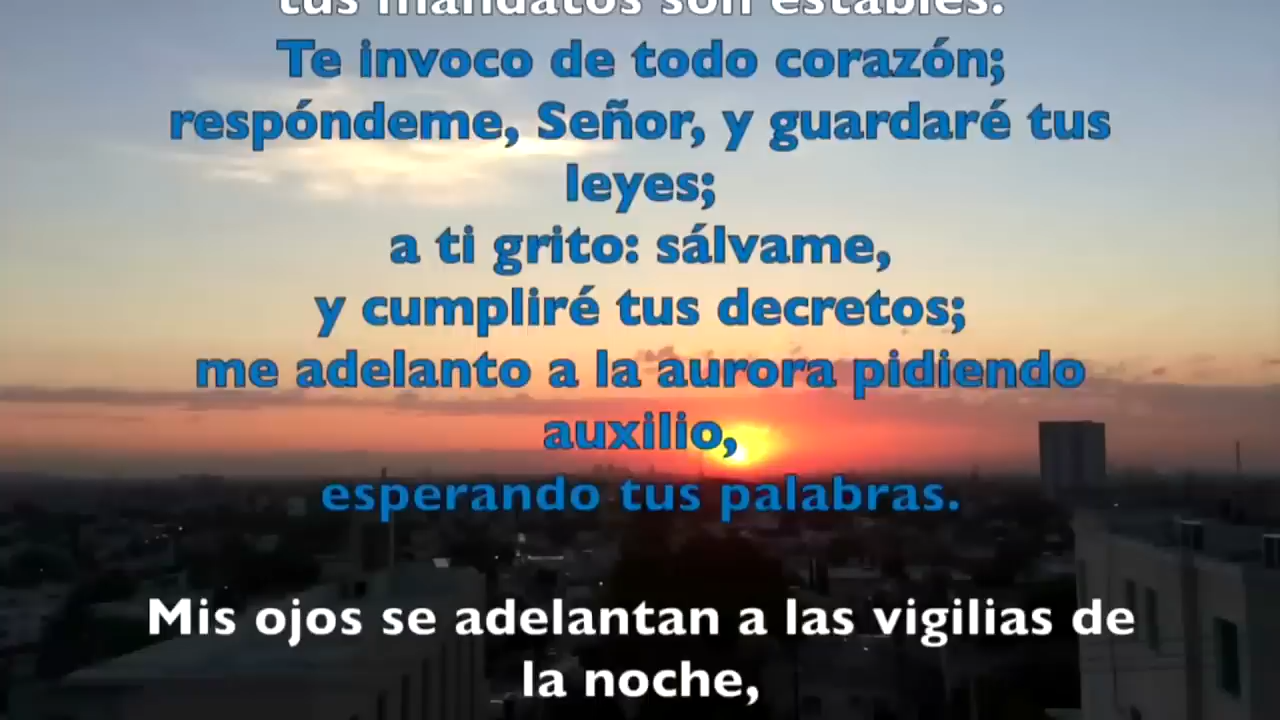 tus mandatos son estables.
Te invoco de todo corazón;
respóndeme, Señor, y guardaré tus
leyes;
a ti grito: sálvame,
y cumpliré tus decretos;
me adelanto a la aurora pidiendo
auxilio,
esperando tus palabras.
Mis ojos se adelantan a las vigilias de
la noche,